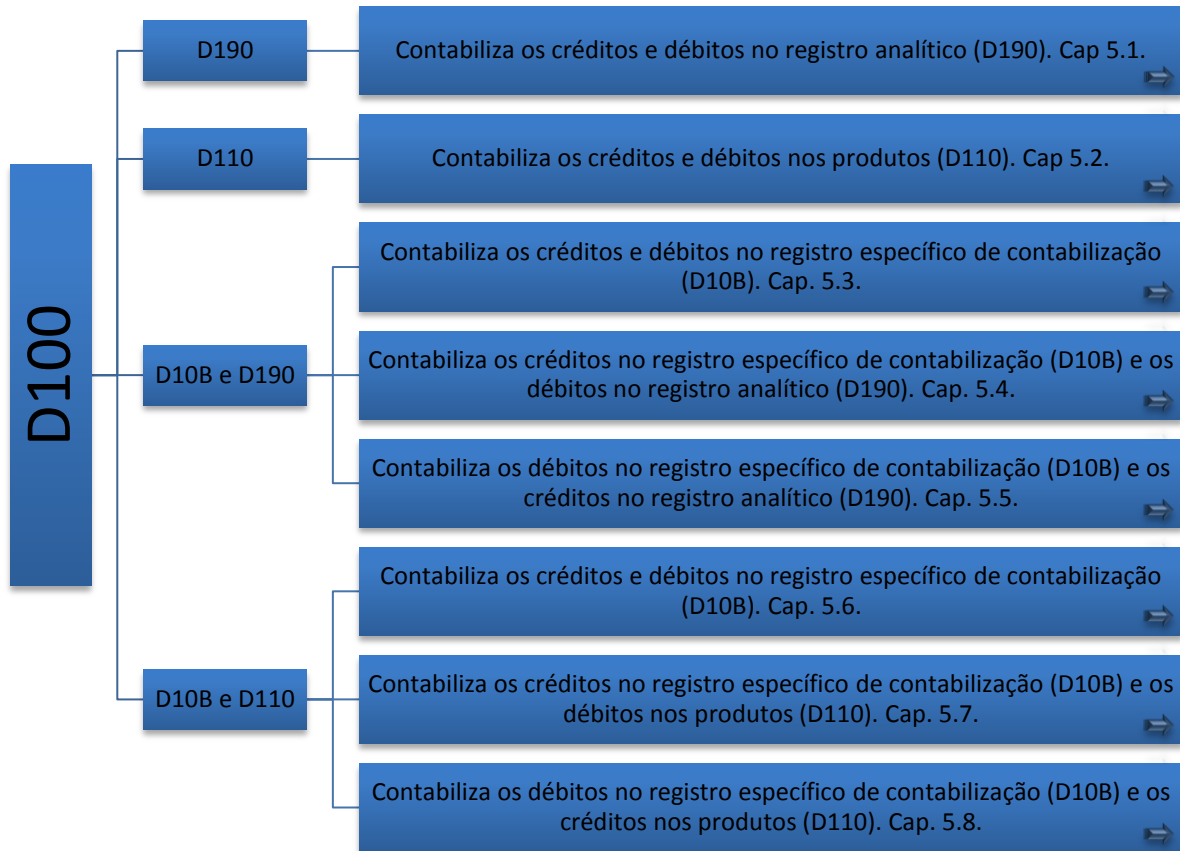 D100
D190
Contabiliza os créditos e débitos no registro analítico (D190). Cap 5.1.
D110
Contabiliza os créditos e débitos nos produtos (D110). Cap 5.2.
D10B e D190
Contabiliza os créditos e débitos no registro específico de contabilização
(D10B). Cap. 5.3.
Contabiliza os créditos no registro específico de contabilização (D10B) e os
débitos no registro analítico (D190). Cap. 5.4.
Contabiliza os débitos no registro específico de contabilização (D10B) e os
créditos no registro analítico (D190). Cap. 5.5.
D10B e D110
Contabiliza os créditos e débitos no registro específico de contabilização
(D10B). Cap. 5.6.
Contabiliza os créditos no registro específico de contabilização (D10B) e os
débitos nos produtos (D110). Cap. 5.7.
Contabiliza os débitos no registro específico de contabilização (D10B) e os
créditos nos produtos (D110). Cap. 5.8.